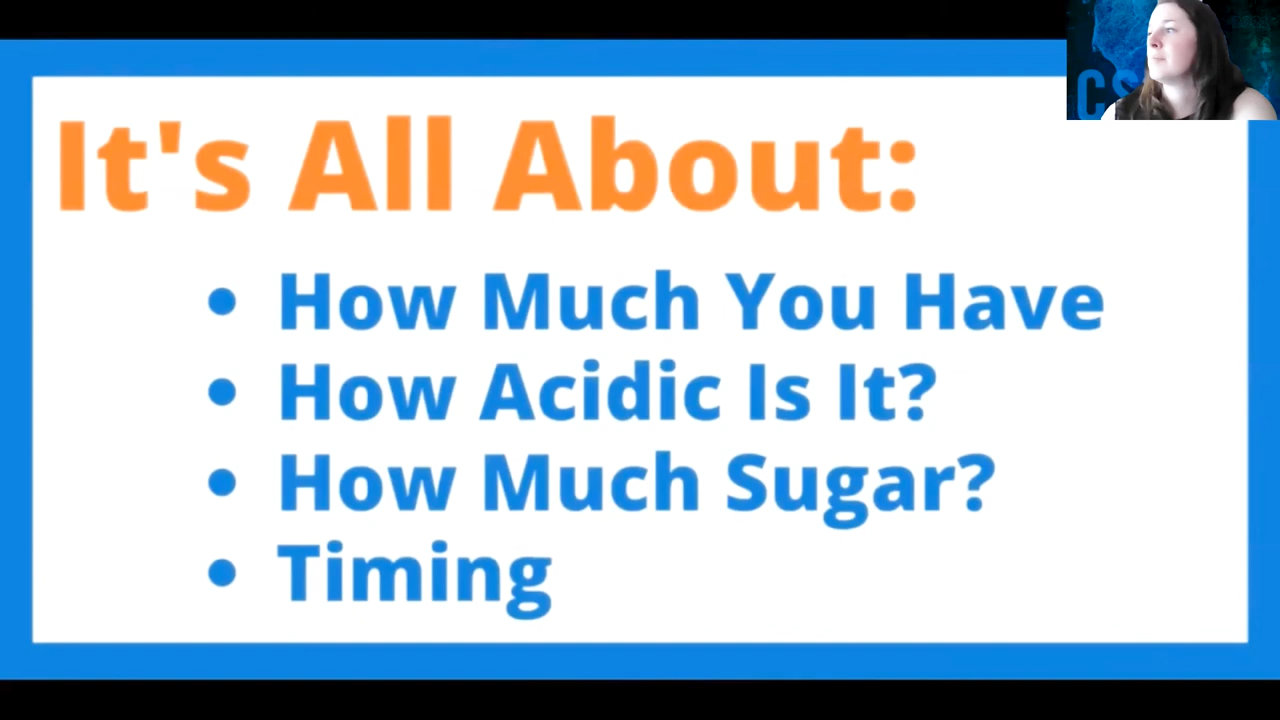 It's All About:
• How Much You Have
• How Acidic Is It?
• How Much Sugar?
• Timing